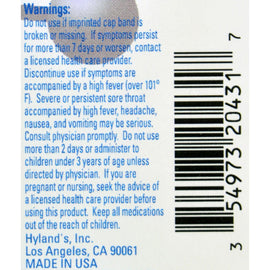 Warnings:
Do not use if imprinted cap band is
broken or missing. If symptoms persist
for more than 7 days or worsen, contact
a licensed health care provider.
Discontinue use if symptoms are
accompanied by a high fever (over 101°
F). Severe or persistent sore throat
accompanied by high fever, headache,
nausea, and vomiting may be serious.
Consult physician promptly. Do not use
more than 2 days or administer to
children under 3 years of age unless
directed by physician. If you are
pregnant or nursing, seek the advice of
a licensed health care provider before
using this product. Keep all medications
out of the reach of children.
Hyland's, Inc.
Los Angeles, CA 90061
MADE IN USA
3 54973 20431 7